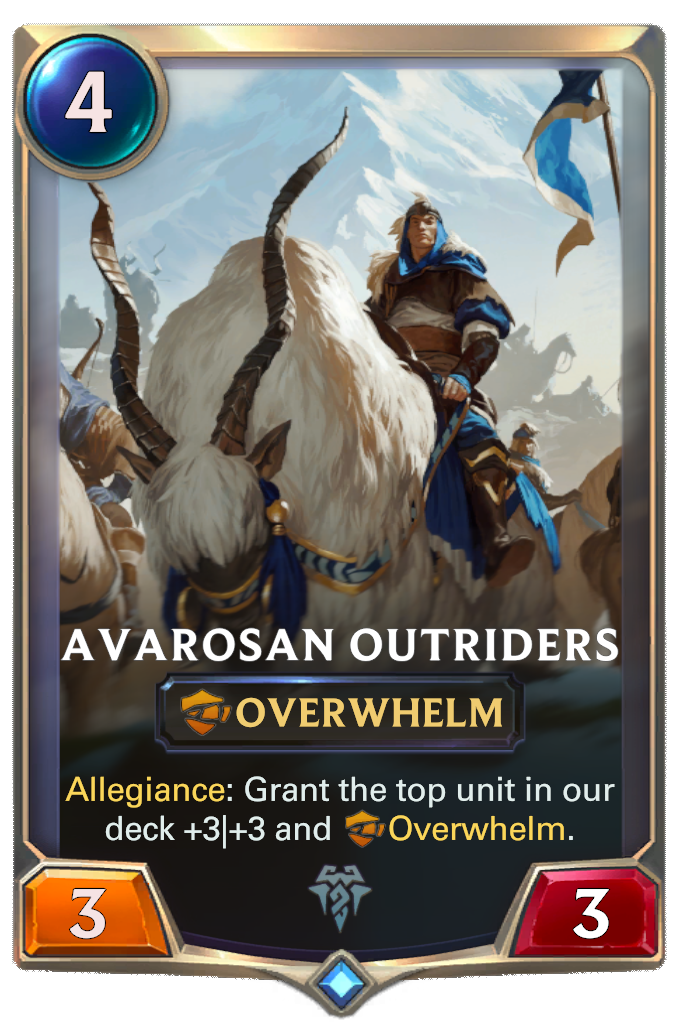 4
AVAROSAN OUTRIDERS
OVERWHELM
Allegiance: Grant the top unit in our
deck +3|+3 and Overwhelm.
3
3